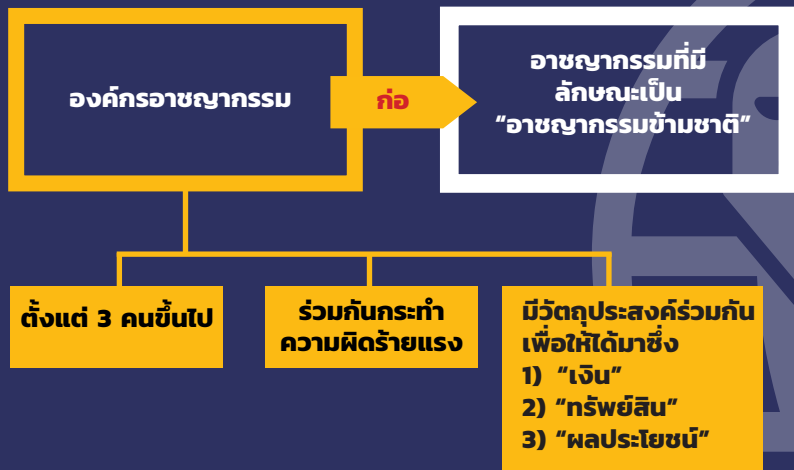 องค์กรอาชญากรรม
ก่อ
อาชญากรรมที่มี
ลักษณะเป็น
“อาชญากรรมข้ามชาติ”
ตั้งแต่ 3 คนขึ้นไป
ร่วมกันกระทำ
ความผิดร้ายแรง
มีวัตถุประสงค์ร่วมกัน
เพื่อให้ได้มาซึ่ง
1) “เงิน”
2) “ทรัพย์สิน”
3) “ผลประโยชน์”